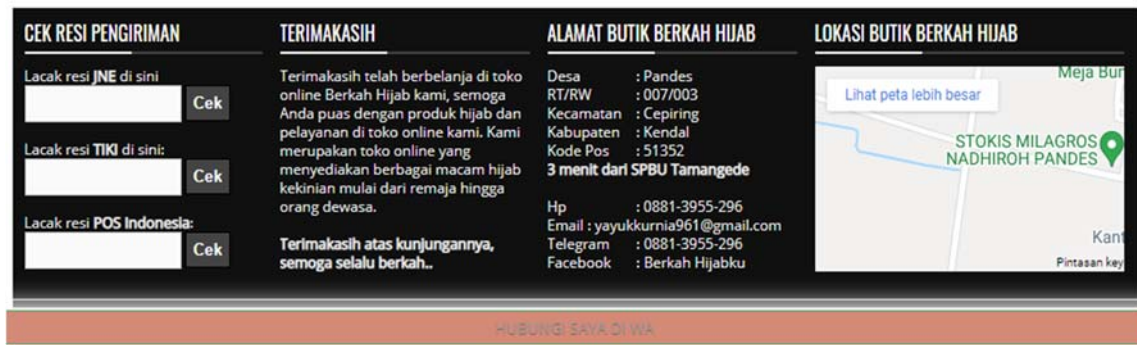 CEK RESI PENGIRIMAN
Lacak resi JNE di sini
Cek
Lacak resi TIKI di sini:
Cek
Lacak resi POS Indonesia:
Cek
TERIMAKASIH
Terimakasih telah berbelanja di toko
online Berkah Hijab kami, semoga
Anda puas dengan produk hijab dan
pelayanan di toko online kami. Kami
merupakan toko online yang
menyediakan berbagai macam hijab
kekinian mulai dari remaja hingga
orang dewasa.
Terimakasih atas kunjungannya,
semoga selalu berkah..
ALAMAT BUTIK BERKAH HIJAB
Desa : Pandes
RT/RW : 007/003
Kecamatan : Cepiring
Kabupaten : Kendal
Kode Pos : 51352
3 menit dari SPBU Tamangede
Hp : 0881-3955-296
Email : yayukkurnia961@gmail.com
Telegram : 0881-3955-296
Facebook : Berkah Hijabku
LOKASI BUTIK BERKAH HIJAB
Meja Bur
Lihat peta lebih besar
STOKIS MILAGROS
NADHIROH PANDES
Kant
Pintasan key
HUBUNGI SAYA DI WA